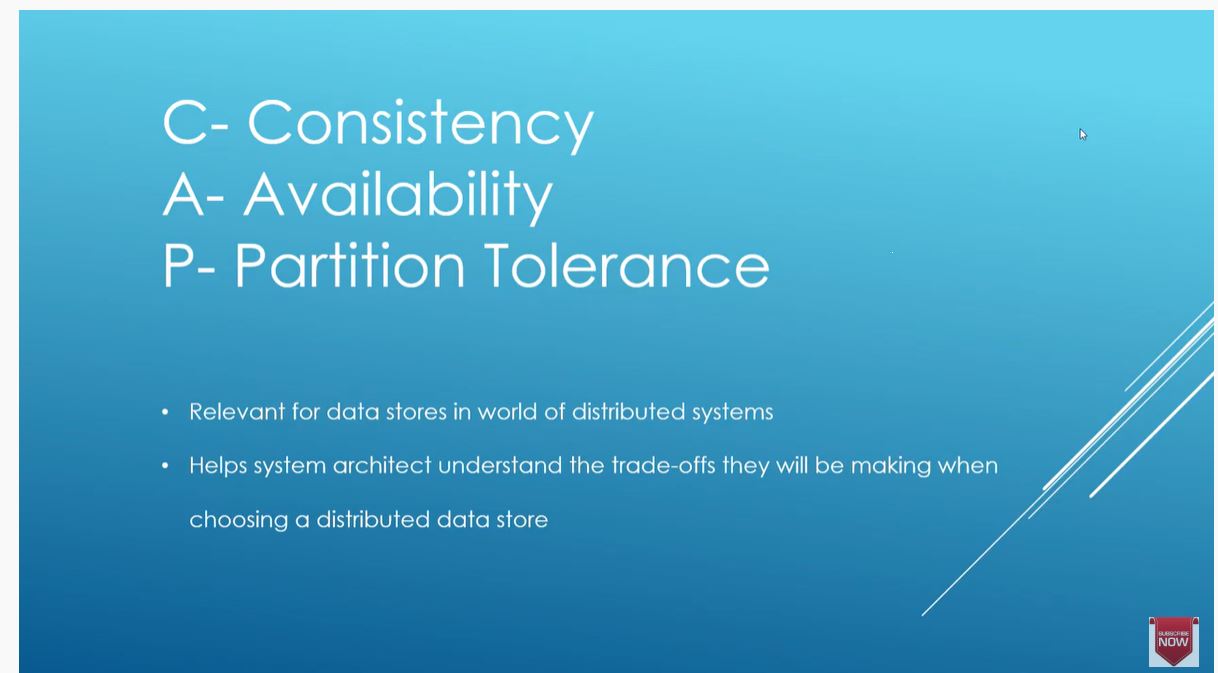 C- Consistency
A- Availability
P- Partition Tolerance
• Relevant for data stores in world of distributed systems
• Helps system architect understand the trade-offs they will be making when
choosing a distributed data store
SUBSCRIBE
NOW